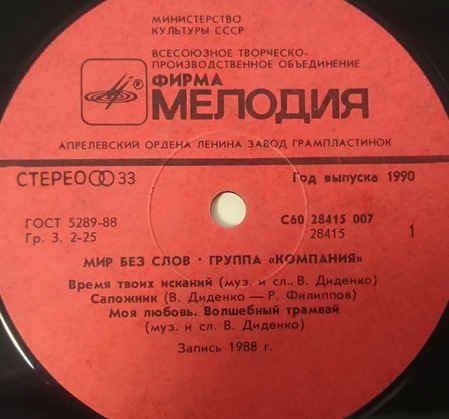 МИНИСТЕРСТВО
КУЛЬТУРЫ СССР
ВСЕСОЮЗНОЕ ТВОРЧЕСКО-
ПРОИЗВОДСТВЕННОЕ ОБЪЕДИНЕНИЕ
®
ФИРМА
МЕЛОДИЯ
АПРЕЛЕВСКИЙ ОРДЕНА ЛЕНИНА ЗАВОД ГРАМПЛАСТИНОК
СТЕРЕО 33
Год выпуска 1990
ГОСТ 5289-88
Гр. 3. 2-25
С60 28415 007
28415
1
МИР БЕЗ СЛОВ · ГРУППА «КОМПАНИЯ»
Время твоих исканий (муз. и сл.. В. Диденко)
Сапожник (В. Диденко — Р. Филиппов)
Моя любовь. Волшебный трамвай
(муз. и сл. В. Диденко)
Запись 1988 г.